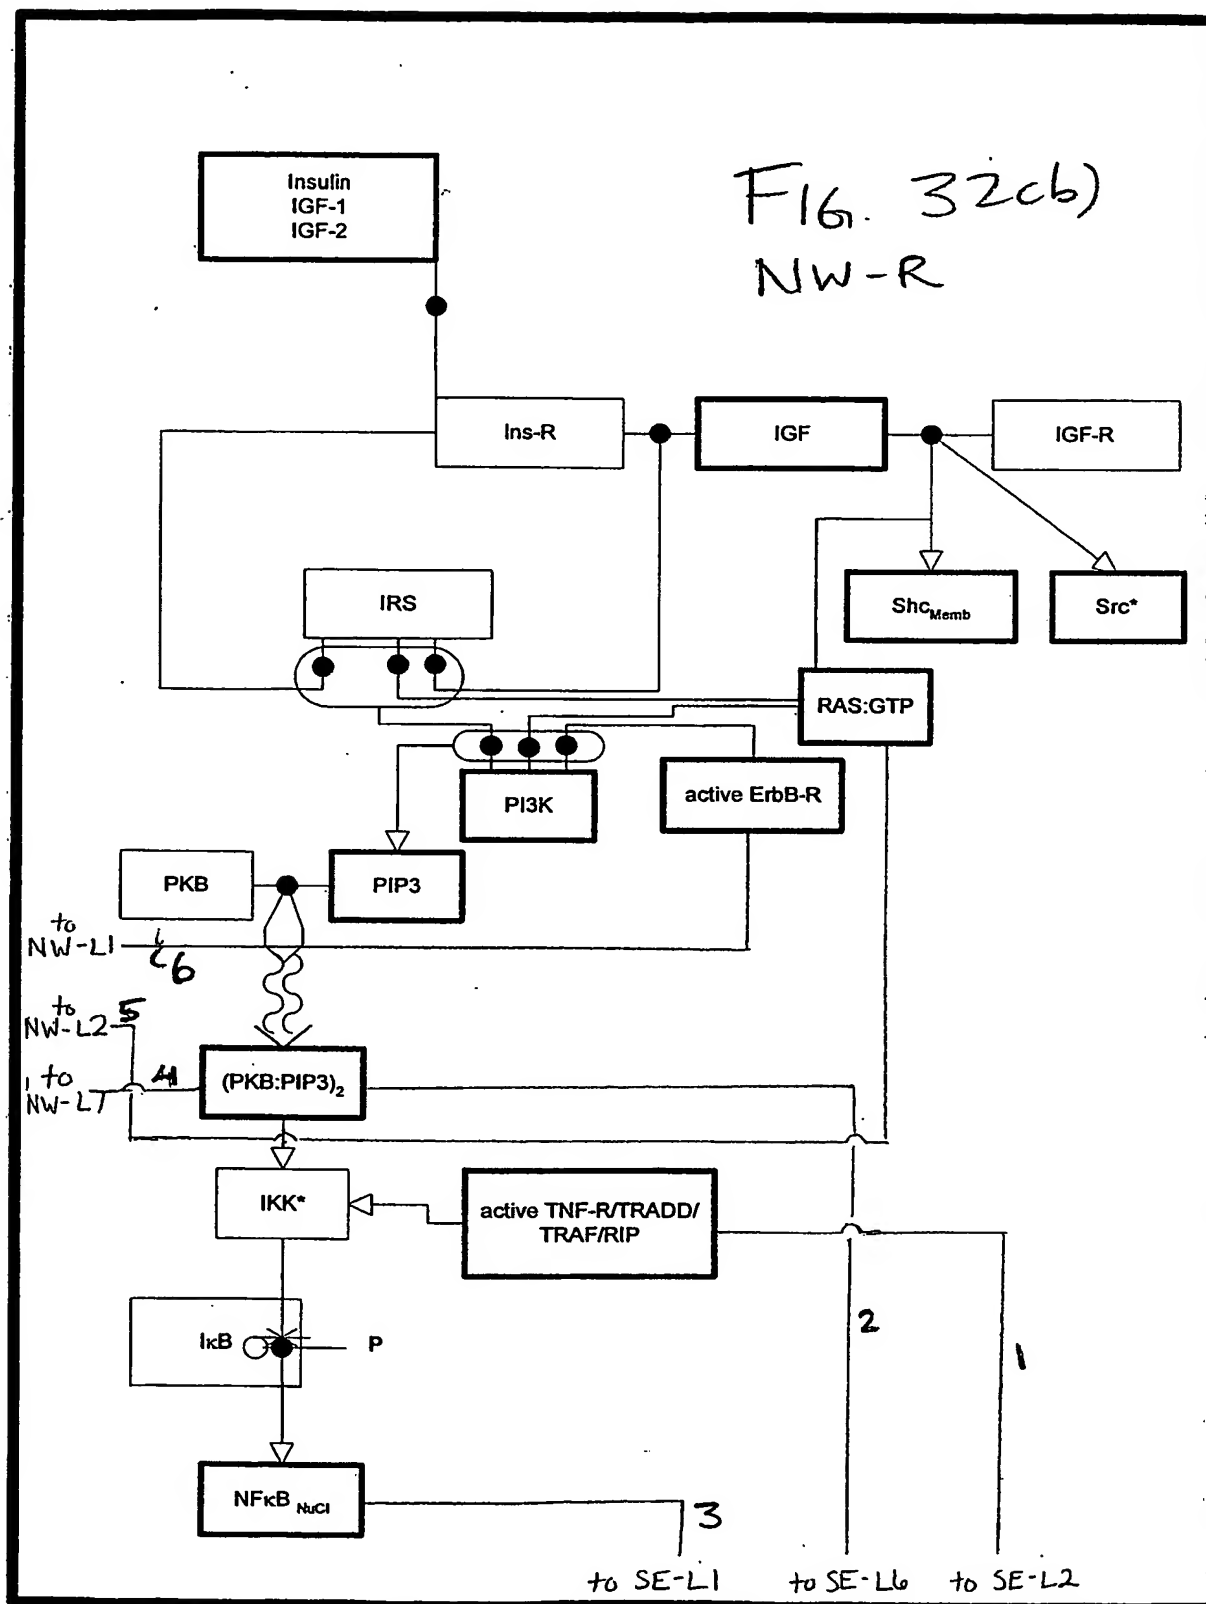 Insulin
IGF-1
IGF-2
FIG. 32cb)
NW-R
Ins-R
IGF
IGF-R
IRS
Shc Memb
Src*
RAS:GTP
PI3K
active ErbB-R
PKB
PIP3
to
NW-L1
6
to
NW-L2
5
to
NW-L7
4
(PKB:PIP3)2
IKK*
active TNF-R/TRADD/
TRAF/RIP
IκB
P
2
1
NFκB NuCl
3
to SE-L1
to SE-L6
to SE-L2